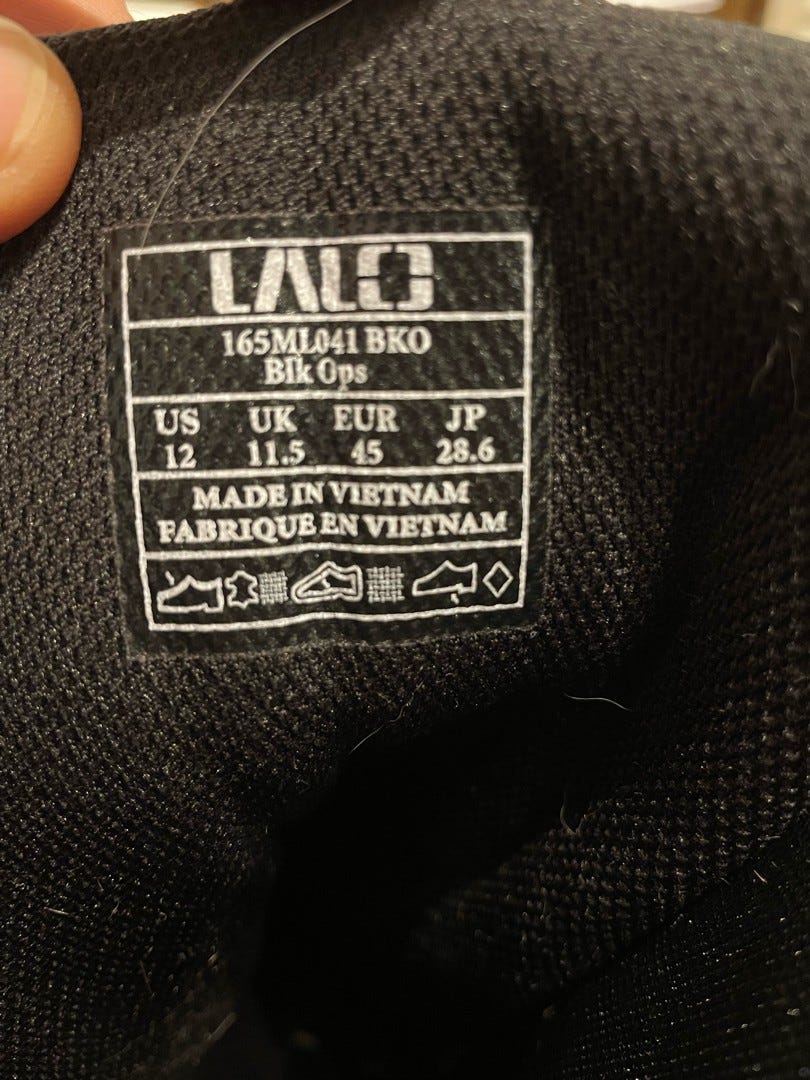 LALO
165ML041 BKO
Blk Ops
US UK EUR JP
12 11.5 45 28.6
MADE IN VIETNAM
FABRIQUE EN VIETNAM